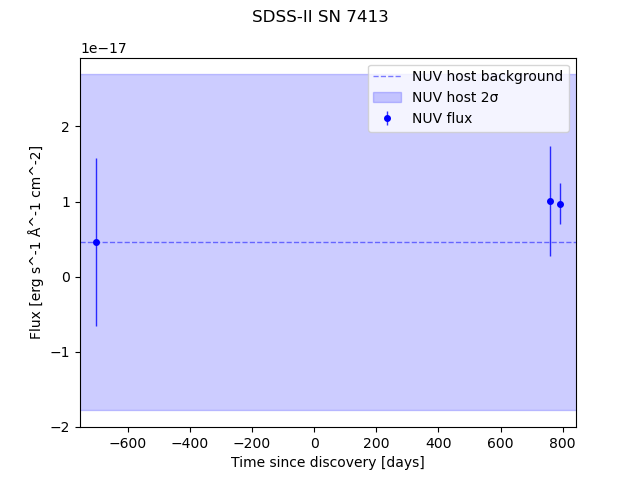 SDSS-II SN 7413
1e−17
NUV host background
NUV host 2σ
NUV flux
2
1
0
−1
−2
Flux [erg s^-1 Å^-1 cm^-2]
−600 −400 −200 0 200 400 600 800
Time since discovery [days]